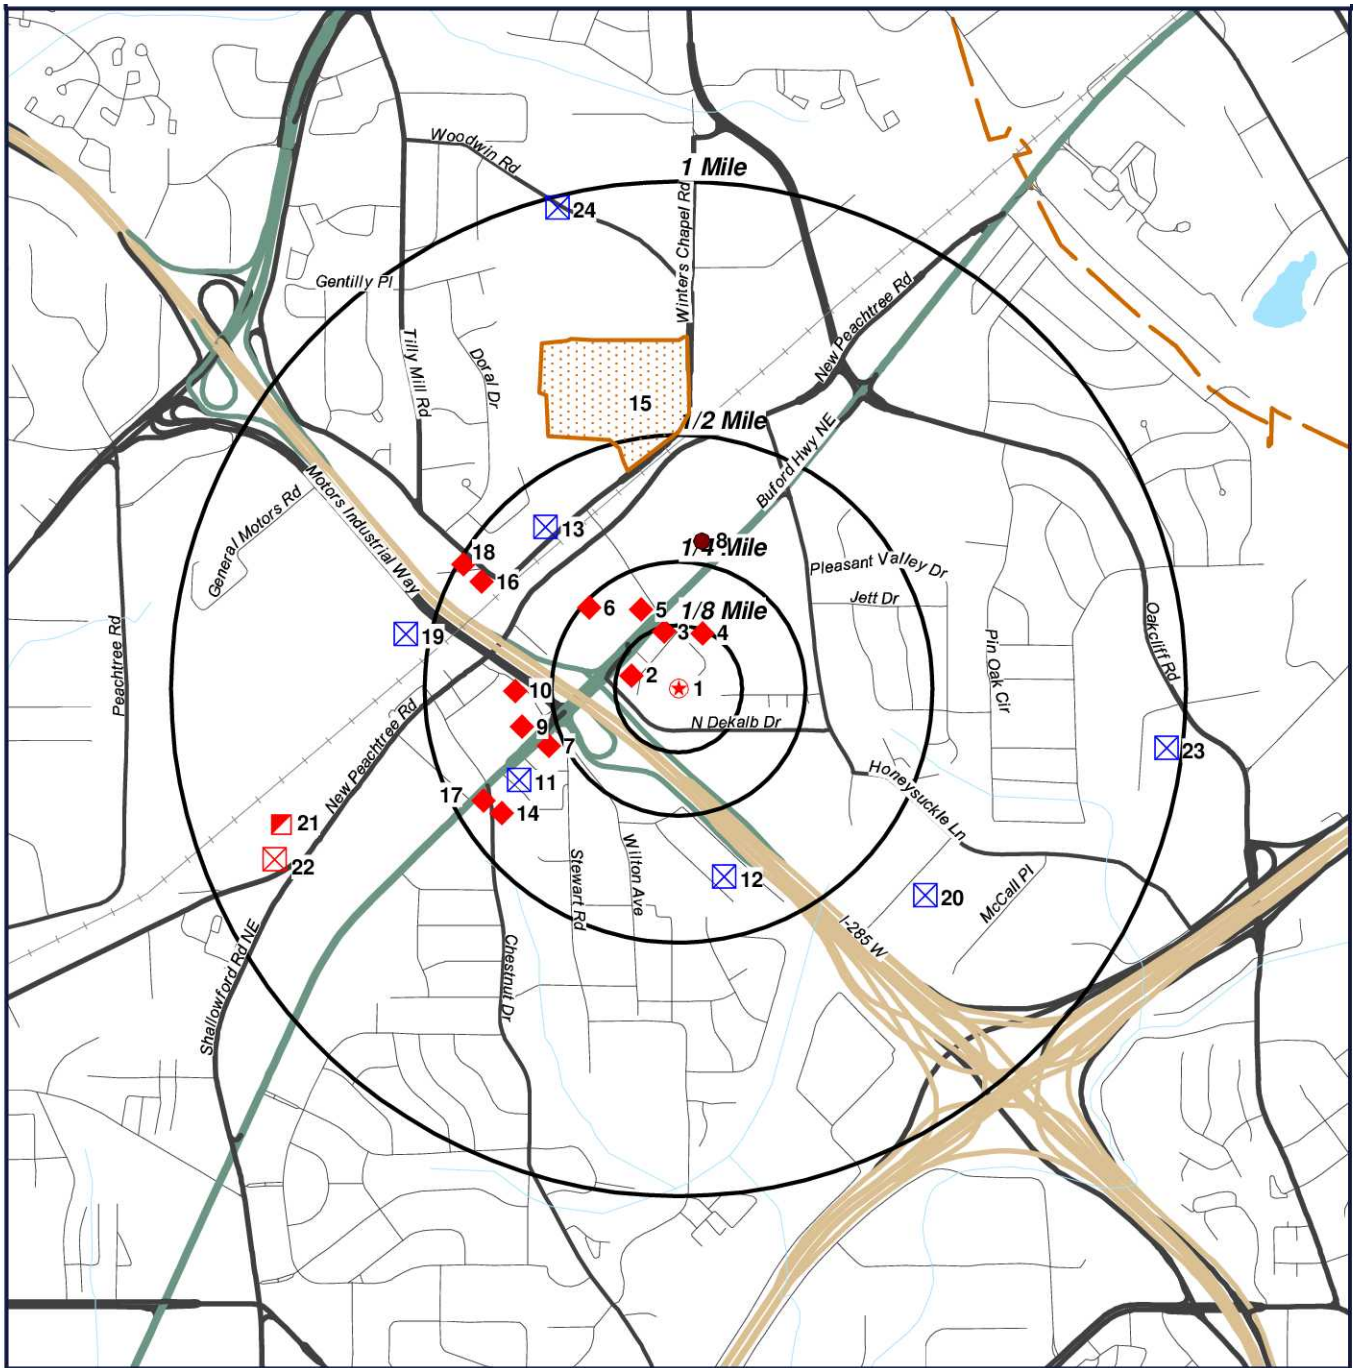 1 Mile
Woodwin Rd
24
Winters Chapel Rd
Gentilly Pl
New Peachtree Rd
Tilly Mill Rd
Doral Dr
15
1/2 Mile
Buford Hwy NE
Motors Industrial Way
General Motors Rd
13
8
1/4 Mile
18
16
Pleasant Valley Dr
Jett Dr
6
5
1/8 Mile
3
4
19
Oakcliff Rd
Pin Oak Cir
Peachtree Rd
2
1
10
N Dekalb Dr
9
7
23
New Peachtree Rd
11
Honeysuckle Ln
17
14
21
22
Stewart Rd
Wilton Ave
12
20
McCall Pl
I-285 W
Shallowford Rd NE
Chestnut Dr